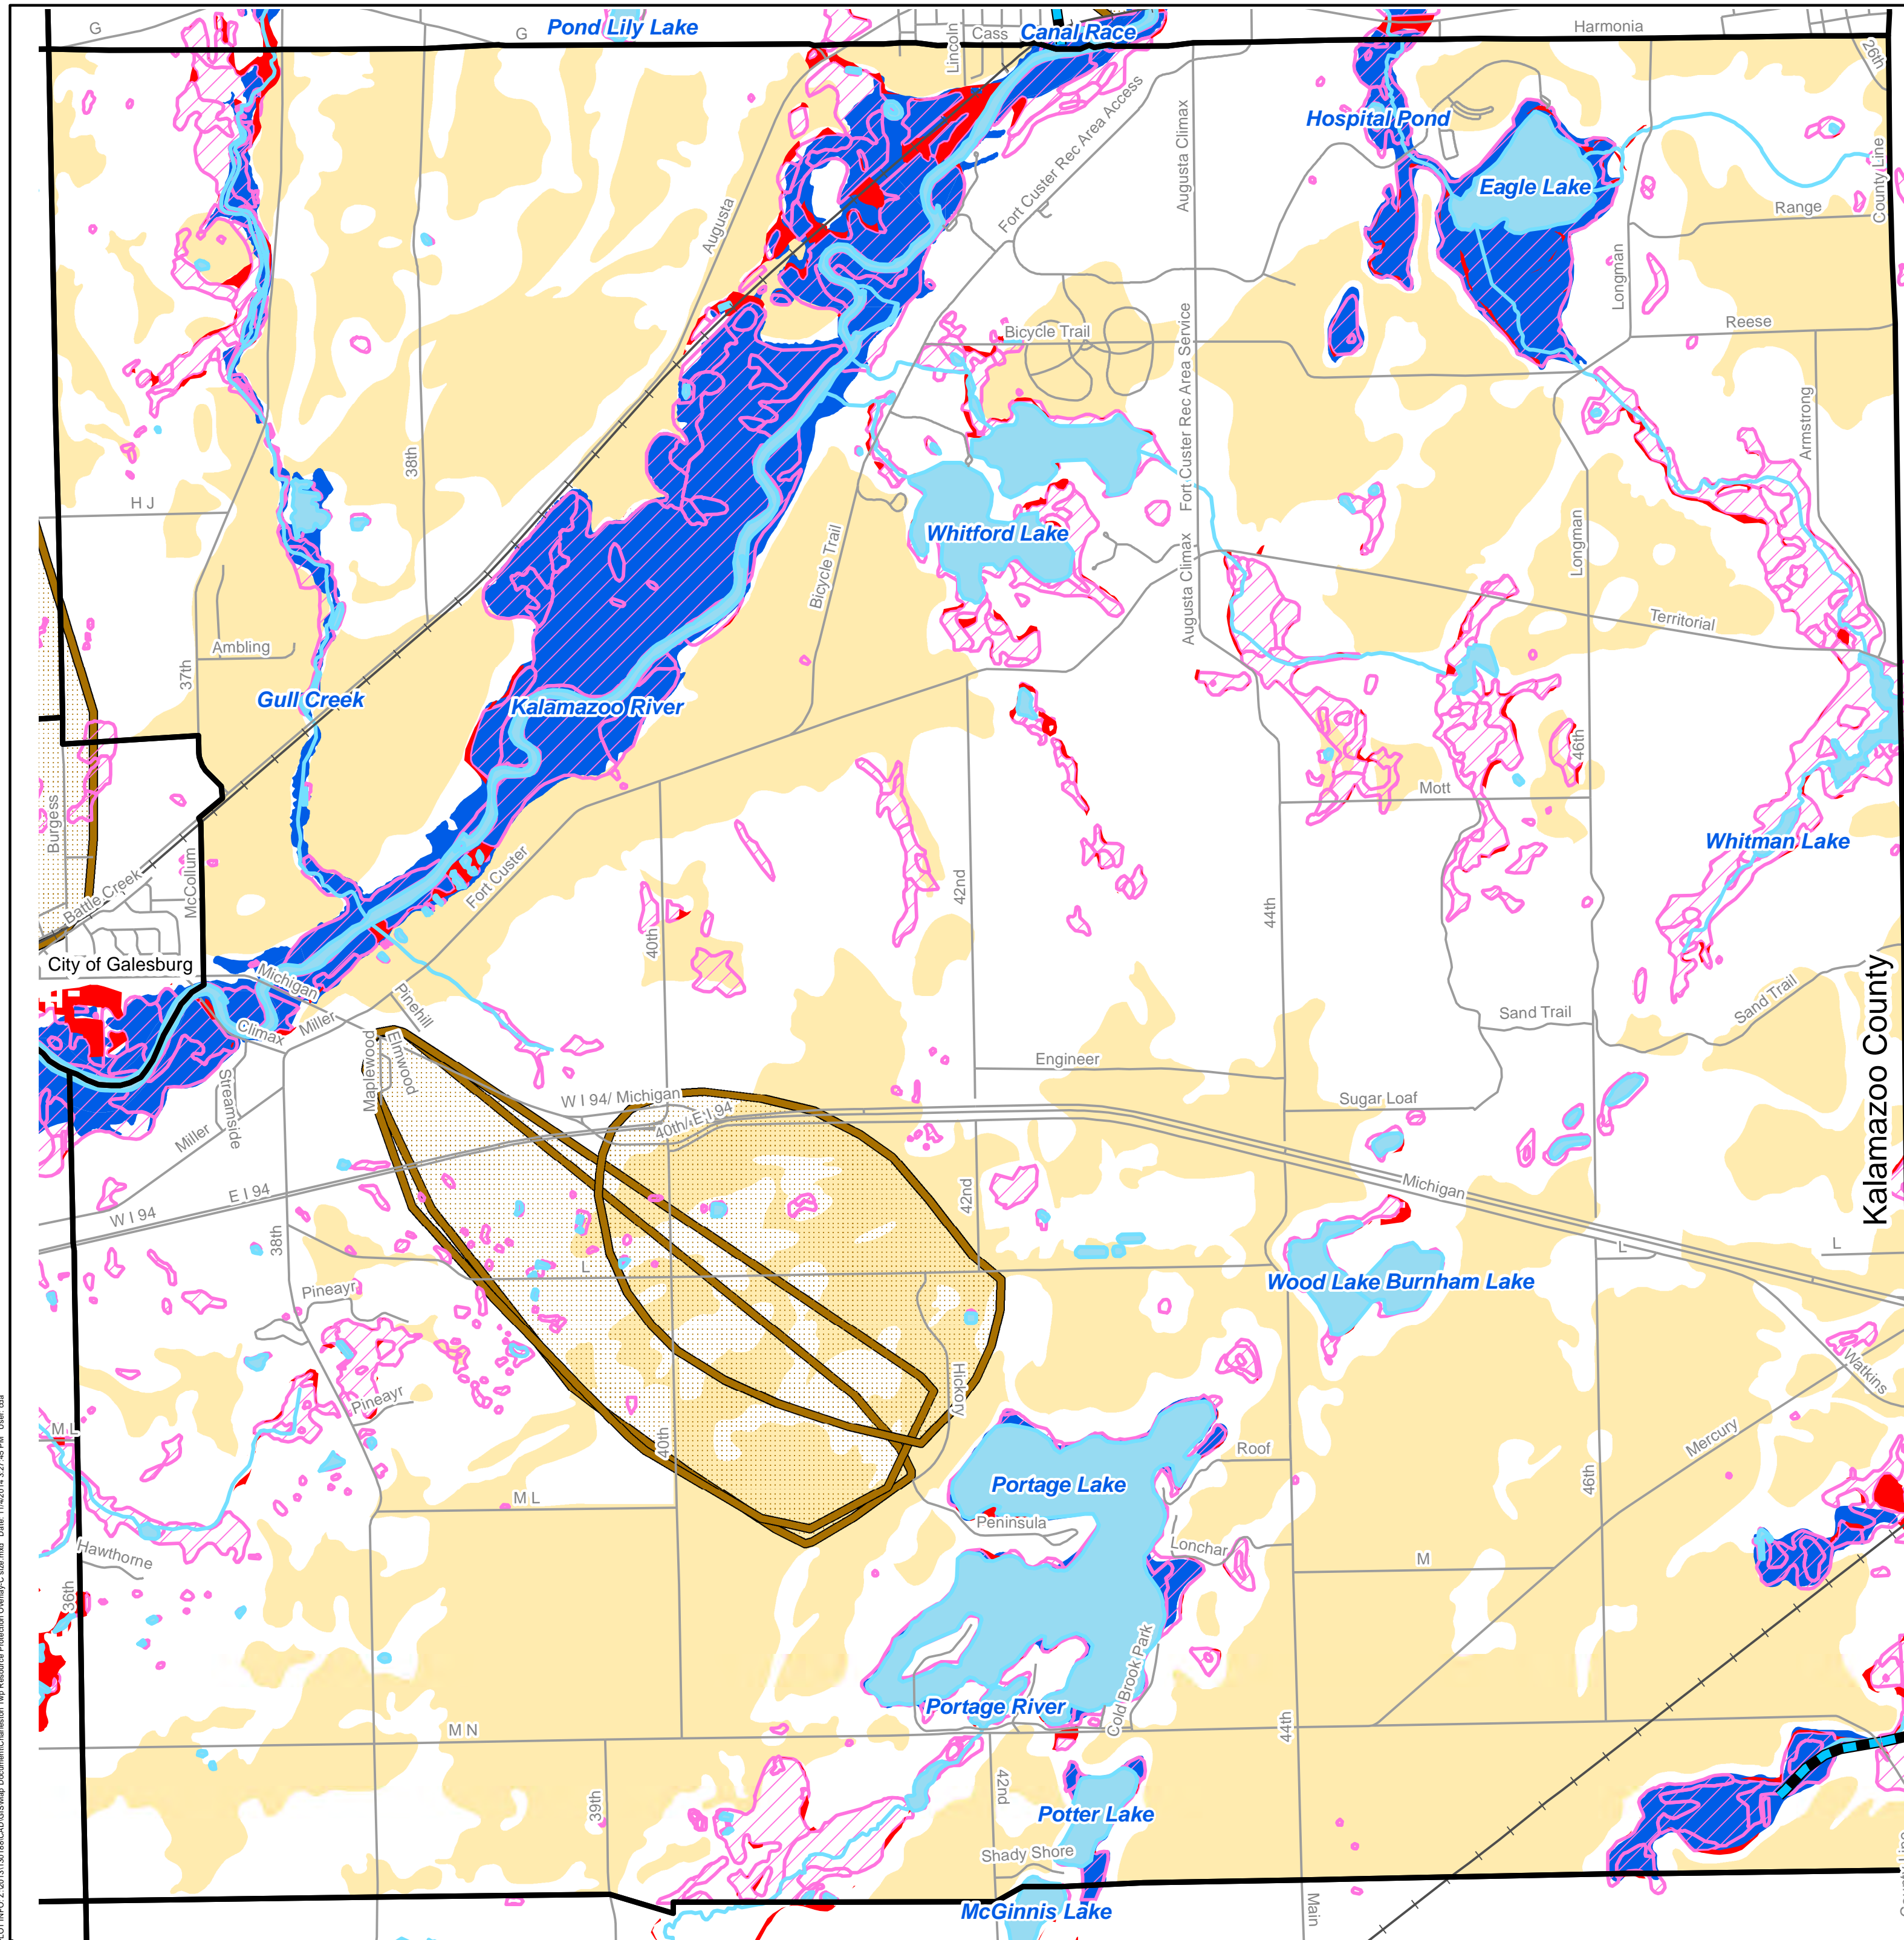 G
G
Pond Lily Lake
Lincoln
Cass
Canal Race
Harmonia
26th
Fort Custer Rec Area Access
Augusta Climax
Hospital Pond
Eagle Lake
County Line
Range
Augusta
Longman
Reese
Bicycle Trail
Fort Custer Rec Area Service
Armstrong
38th
H J
Whitford Lake
Bicycle Trail
Augusta Climax
Longman
Territorial
Ambling
37th
Gull Creek
Kalamazoo River
46th
Mott
Burgess
Whitman Lake
Battle Creek
McCollum
Fort Custer
40th
42nd
44th
City of Galesburg
Michigan
Pinehill
Climax
Miller
Sand Trail
Sand Trail
Kalamazoo County
Maplewood
Elmwood
Engineer
Streamside
Miller
W I 94/ Michigan
40th/ E I 94
Sugar Loaf
Michigan
W I 94
E I 94
38th
42nd
L
L
L
Pineayr
Wood Lake
Burnham Lake
Hickory
Watkins
Pineayr
M L
40th
Roof
Mercury
Portage Lake
46th
M L
Peninsula
Lonchar
M
Hawthorne
36th
Cold Brook Park
Portage River
M N
44th
39th
42nd
Potter Lake
Shady Shore
Main
McGinnis Lake